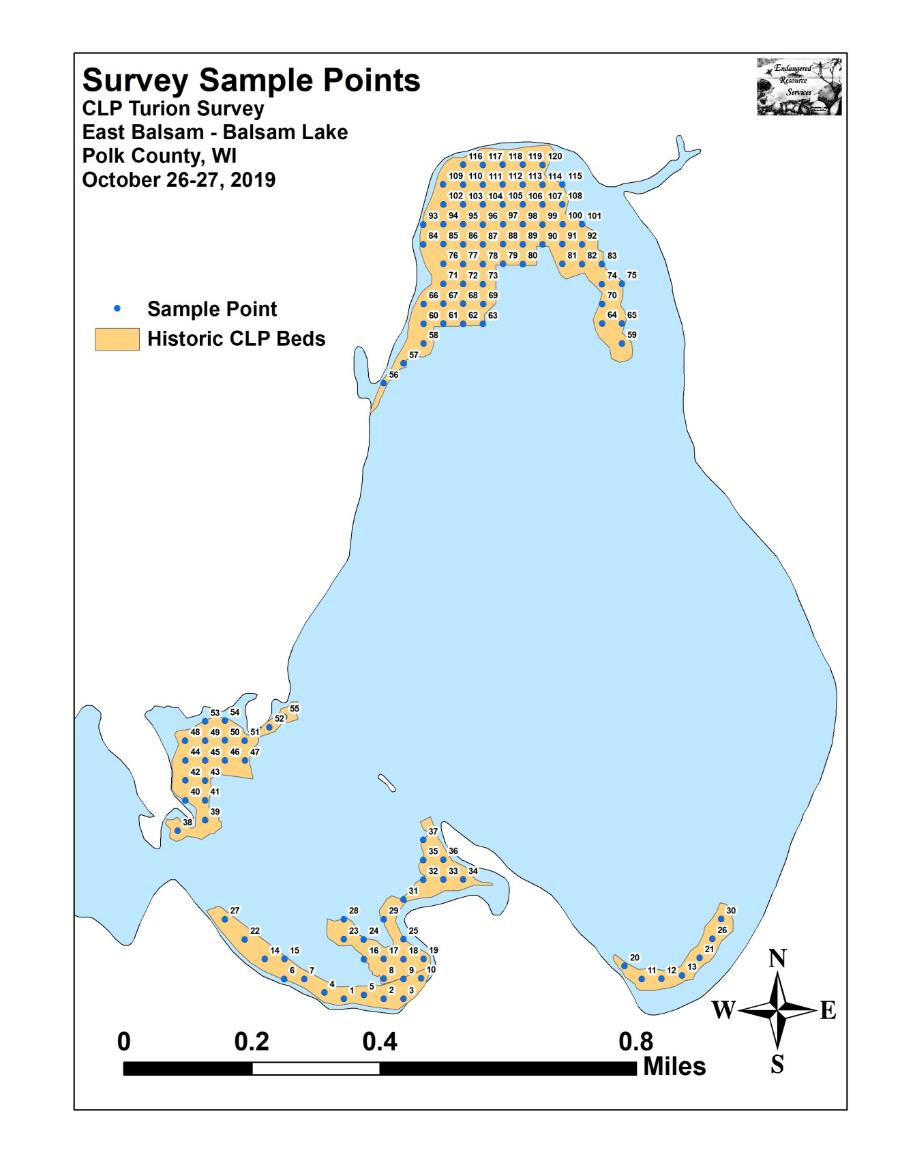 Survey Sample Points
CLP Turion Survey
East Balsam - Balsam Lake
Polk County, WI
October 26-27, 2019
Endangered
Resource
Services
Sample Point
Historic CLP Beds
116 117 118 119 120
109 110 111 112 113 114 115
102 103 104 105 106 107 108
93 94 95 96 97 98 99 100 101
84 85 86 87 88 89 90 91 92
76 77 78 79 80 81 82 83
71 72 73 74 75
66 67 68 69 70
60 61 62 63 64 65
58 59
57
56
55
52
53 54
48 49 50 51
44 45 46 47
42 43
40 41
39
38
37
35 36
32 33 34
31
27 28 29 30
22 23 24 25 26
14 15 16 17 18 19 20 21
6 7 8 9 10 11 12 13
4 1 5 2 3
N
W E
S
0 0.2 0.4 0.8
Miles